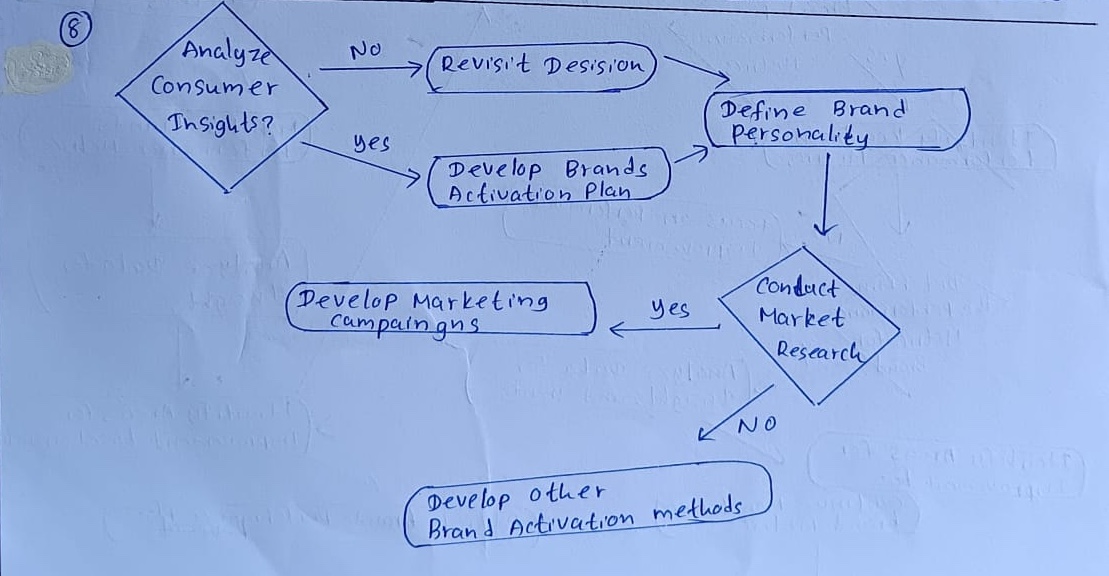 8
Analyze
Consumer
Insights?
NO
Revisit Desision
Yes
Develop Brands
Activation Plan
Define Brand
Personality
Conduct
Market
Research
Yes
Develop Marketing
Campaingns
NO
Develop other
Brand Activation methods